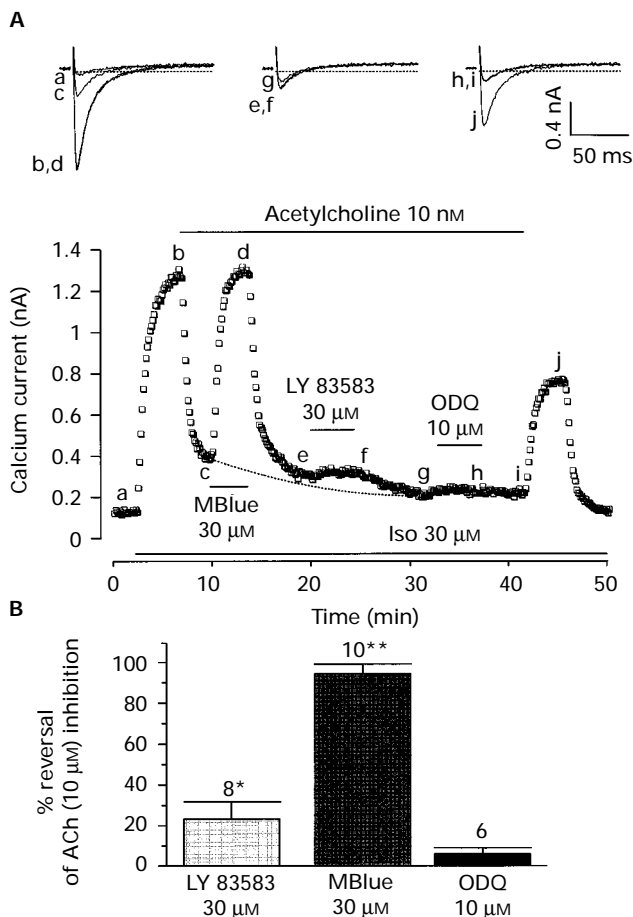 A
a
c
b,d
g
e,f
h,i
j
0.4 nA
50 ms
Acetylcholine 10 nM
Calcium current (nA)
1.4
1.2
1.0
0.8
0.6
0.4
0.2
0
a
b
c
d
e
f
g
h
i
j
LY 83583
30 µM
ODQ
10 µM
MBlue
30 µM
Iso 30 µM
0
10
20
30
40
50
Time (min)
B
% reversal
of ACh (10 µM) inhibition
100
80
60
40
20
0
8*
10**
6
LY 83583
30 µM
MBlue
30 µM
ODQ
10 µM